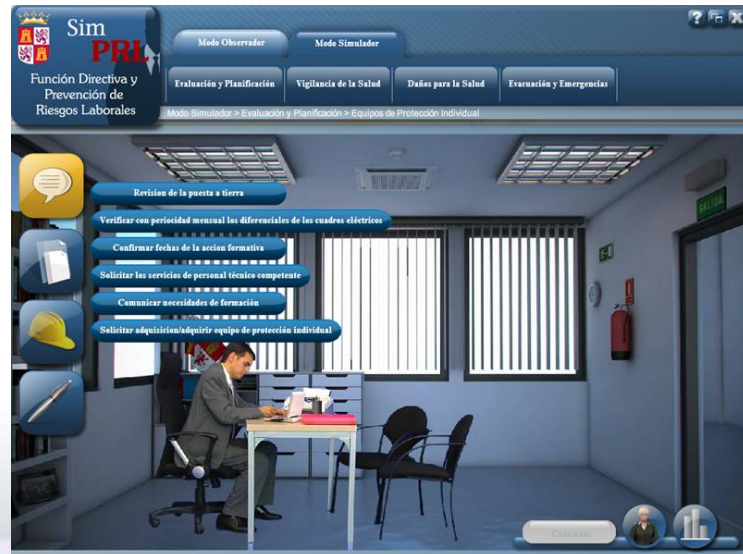 Sim
PRL
Función Directiva y
Prevención de
Riesgos Laborales
Modo Observador
Modo Simulador
Evaluación y Planificación
Vigilancia de la Salud
Daños para la Salud
Evacuación y Emergencias
Modo Simulador > Evaluación y Planificación > Equipos de Protección Individual
Revision de la puesta a tierra
Verificar con periocidad mensual los diferenciales de los cuadros eléctricos
Confirmar fechas de la accion formativa
Solicitar los servicios de personal técnico competente
Comunicar necesidades de formación
Solicitar adquisicion/adquirir equipo de protección individual
SALIDA
Comenzar